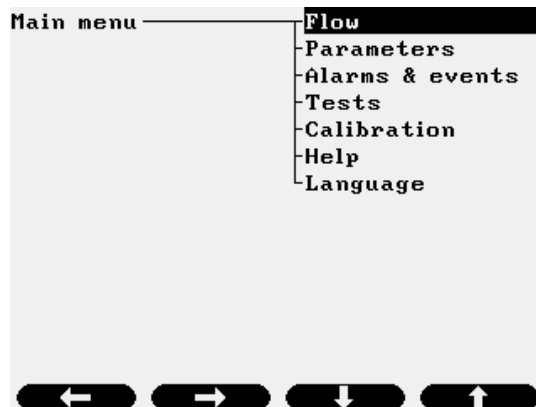 Main menu Flow
Parameters
Alarms & events
Tests
Calibration
Help
Language